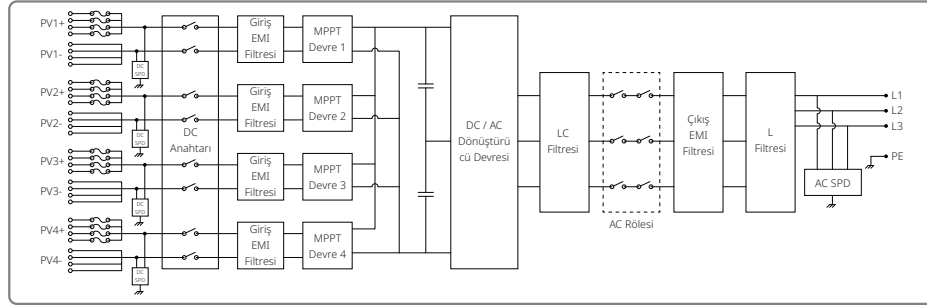 PV1+
PV1-
DC
SPD
Giriş
EMI
Filtresi
MPPT
Devre 1
PV2+
PV2-
DC
SPD
Giriş
EMI
Filtresi
MPPT
Devre 2
DC
Anahtarı
PV3+
PV3-
DC
SPD
Giriş
EMI
Filtresi
MPPT
Devre 3
PV4+
PV4-
DC
SPD
Giriş
EMI
Filtresi
MPPT
Devre 4
DC / AC
Dönüştürü
cü Devresi
LC
Filtresi
AC Rölesi
Çıkış
EMI
Filtresi
L
Filtresi
L1
L2
L3
PE
AC SPD